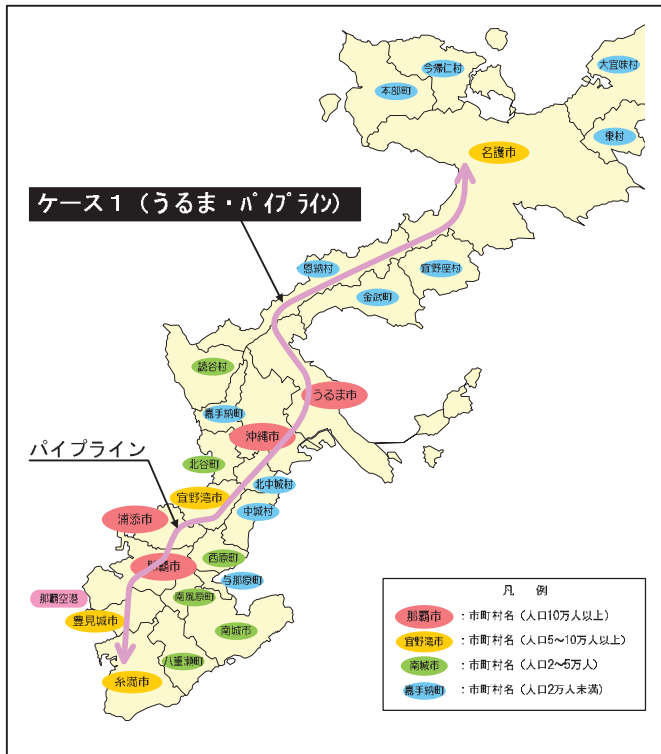 今帰仁村
大宜味村
本部町
東村
名護市
ケース1（うるま・パイプライン）
恩納村
宜野座村
金武町
読谷村
うるま市
嘉手納町
沖縄市
パイプライン
北谷町
北中城村
宜野湾市
中城村
浦添市
西原町
那覇市
与那原町
那覇空港
南風原町
豊見城市
南城市
八重瀬町
糸満市
凡 例
那覇市 ：市町村名（人口10万人以上）
宜野湾市 ：市町村名（人口5～10万人以上）
南城市 ：市町村名（人口2～5万人）
嘉手納町 ：市町村名（人口2万人未満）